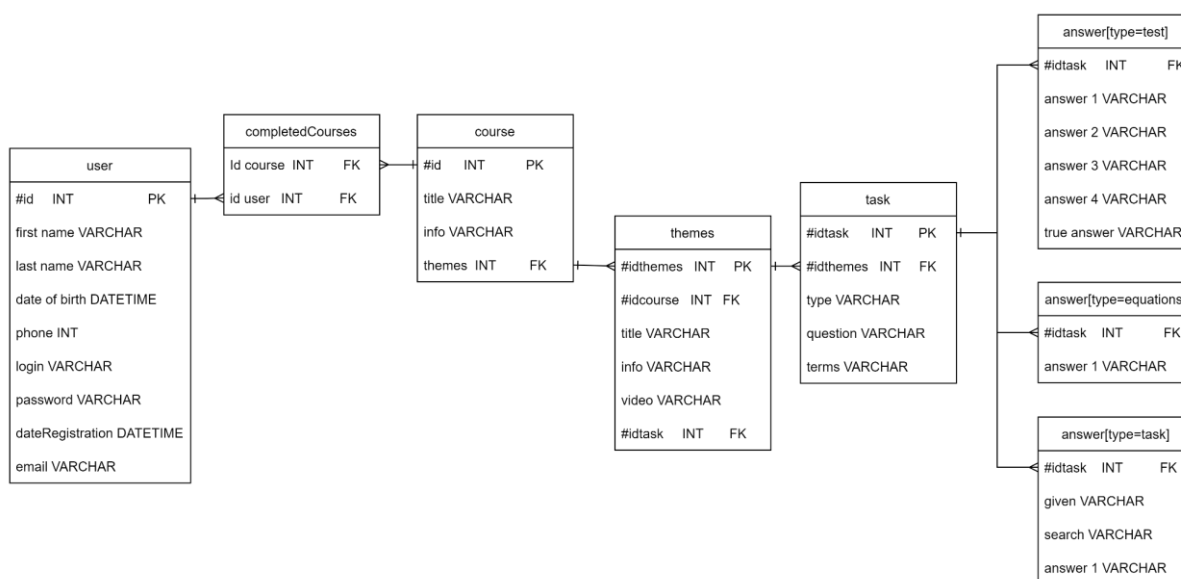 user
#id INT PK
first name VARCHAR
last name VARCHAR
date of birth DATETIME
phone INT
login VARCHAR
password VARCHAR
dateRegistration DATETIME
email VARCHAR
completedCourses
Id course INT FK
id user INT FK
course
#id INT PK
title VARCHAR
info VARCHAR
themes INT FK
themes
#idthemes INT PK
#idcourse INT FK
title VARCHAR
info VARCHAR
video VARCHAR
#idtask INT FK
task
#idtask INT PK
#idthemes INT FK
type VARCHAR
question VARCHAR
terms VARCHAR
answer[type=test]
#idtask INT FK
answer 1 VARCHAR
answer 2 VARCHAR
answer 3 VARCHAR
answer 4 VARCHAR
true answer VARCHAR
answer[type=equations
#idtask INT FK
answer 1 VARCHAR
answer[type=task]
#idtask INT FK
given VARCHAR
search VARCHAR
answer 1 VARCHAR